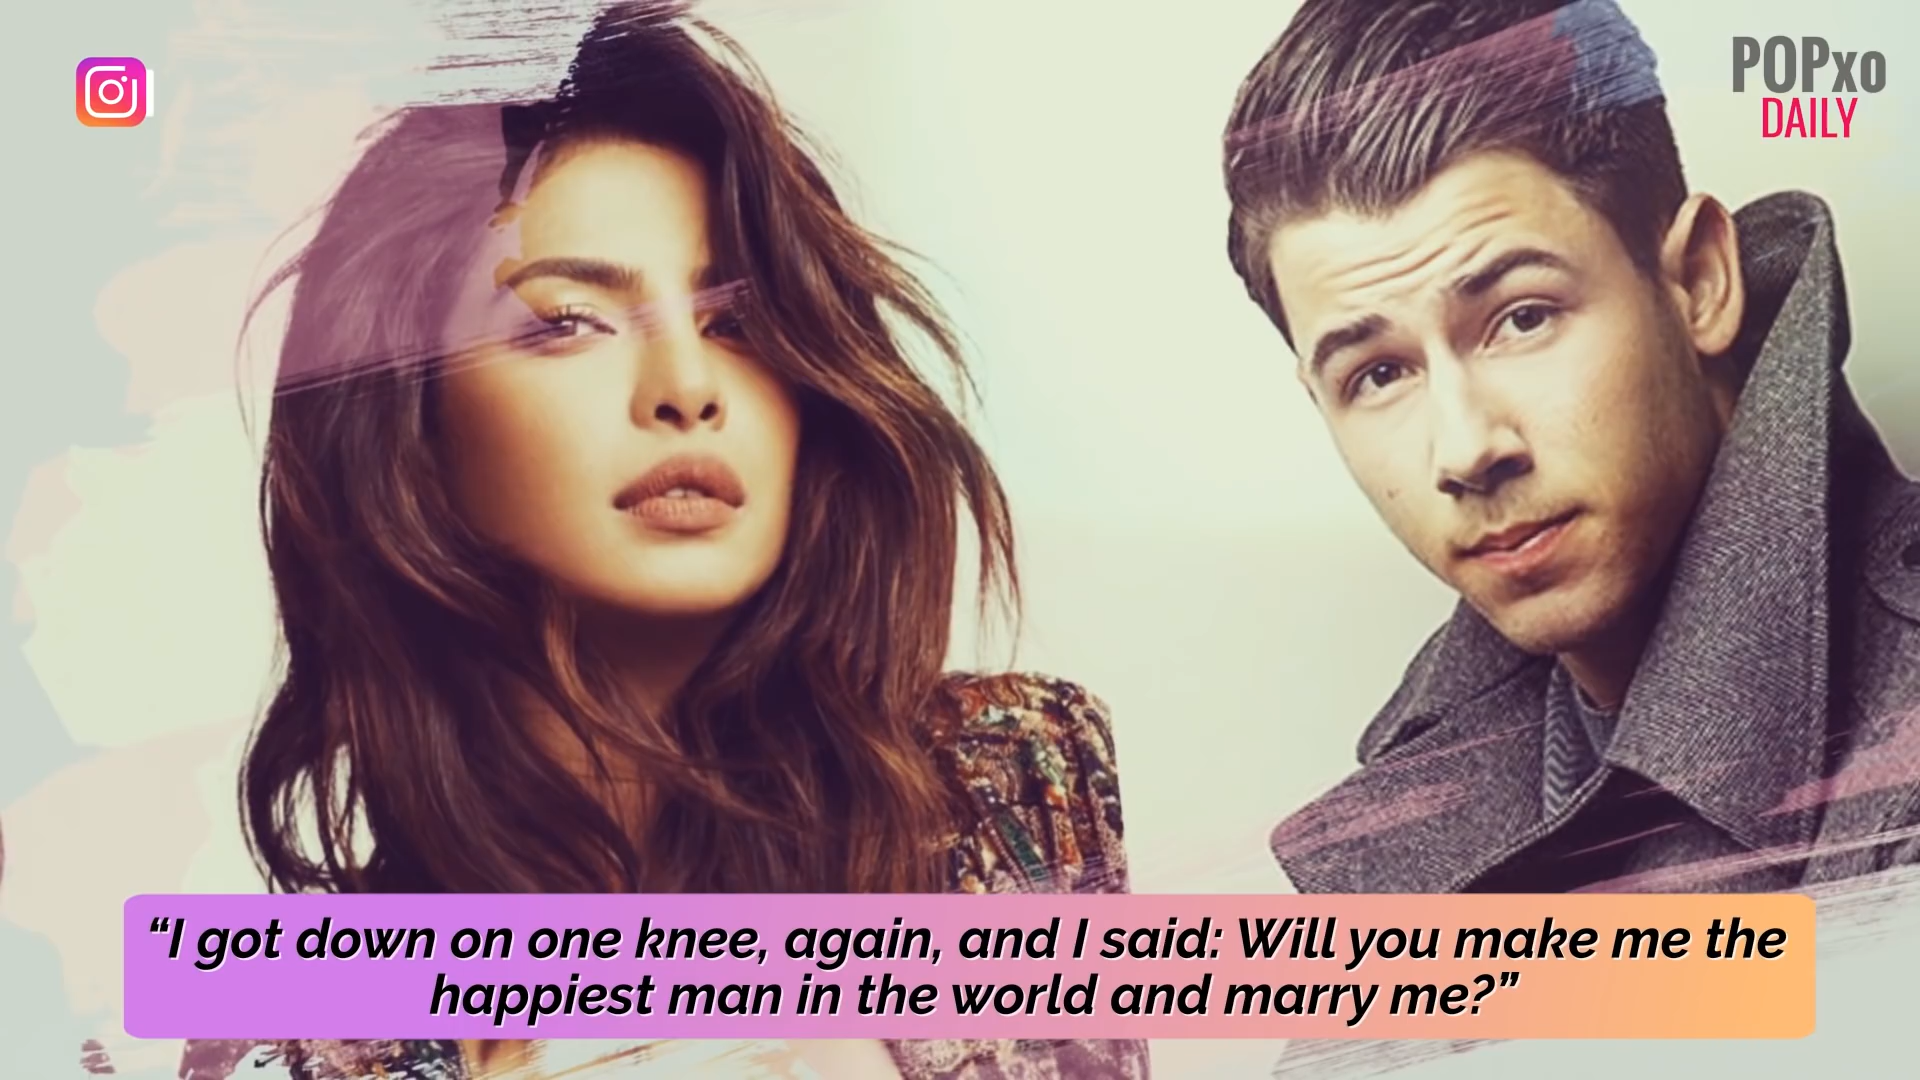 POPxo
DAILY
“I got down on one knee, again, and I said: Will you make me the
happiest man in the world and marry me?”